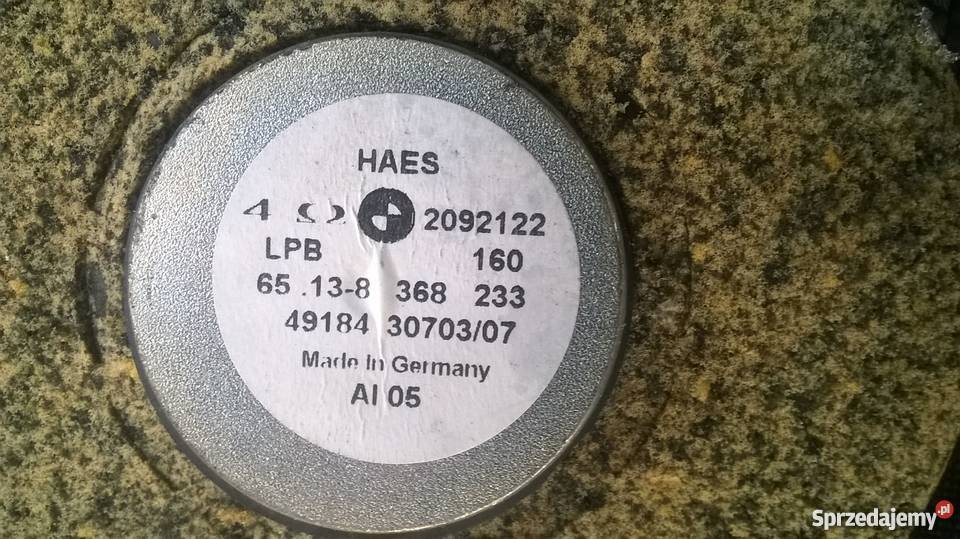 HAES
4 Ω 2092122
LPB 160
65 .13-8 368 233
49184 30703/07
Made In Germany
AI 05
Sprzedajemy.pl